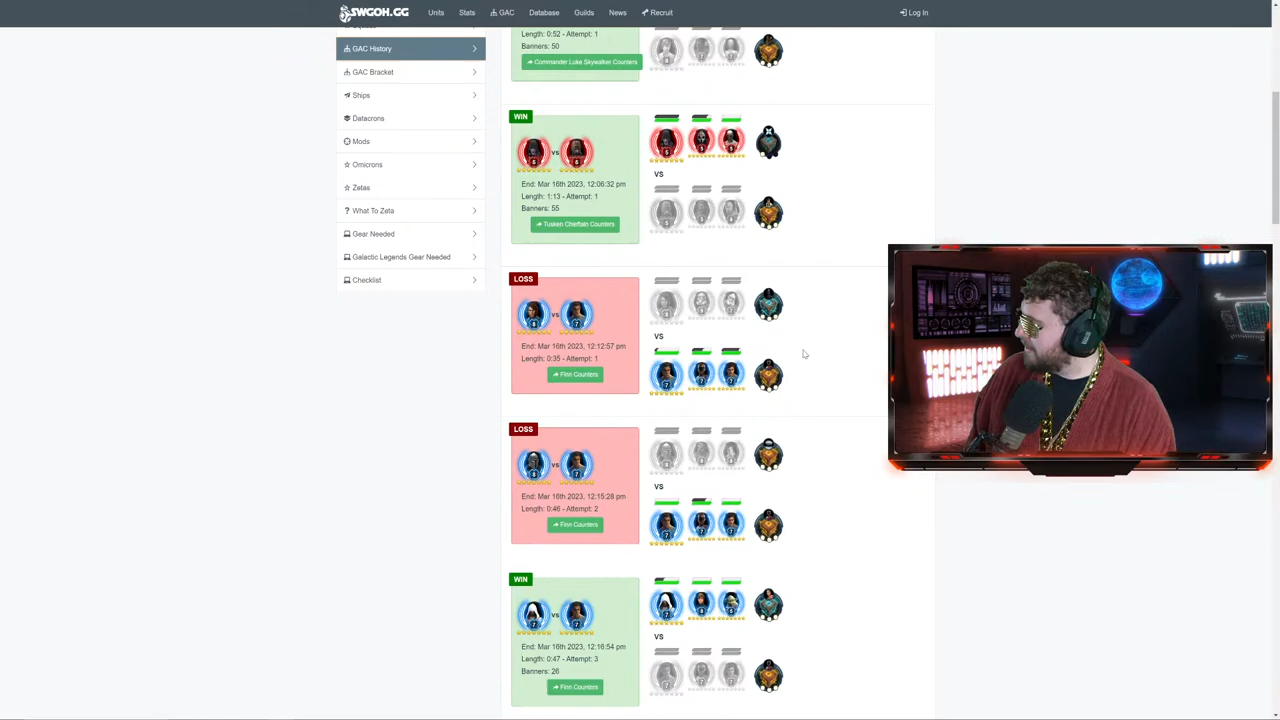 SWGOH.GG
Units
Stats
GAC
Database
Guilds
News
Recruit
Log In
GAC History
GAC Bracket
Ships
Datacrons
Mods
Omicrons
Zetas
What To Zeta
Gear Needed
Galactic Legends Gear Needed
Checklist
Length: 0:52 - Attempt: 1
Banners: 50
Commander Luke Skywalker Counters
WIN
vs
End: Mar 16th 2023, 12:06:32 pm
Length: 1:13 - Attempt: 1
Banners: 55
Tusken Chieftain Counters
VS
LOSS
vs
End: Mar 16th 2023, 12:12:57 pm
Length: 0:35 - Attempt: 1
Finn Counters
VS
LOSS
vs
End: Mar 16th 2023, 12:15:28 pm
Length: 0:46 - Attempt: 2
Finn Counters
VS
WIN
vs
End: Mar 16th 2023, 12:16:54 pm
Length: 0:47 - Attempt: 3
Banners: 26
Finn Counters
VS